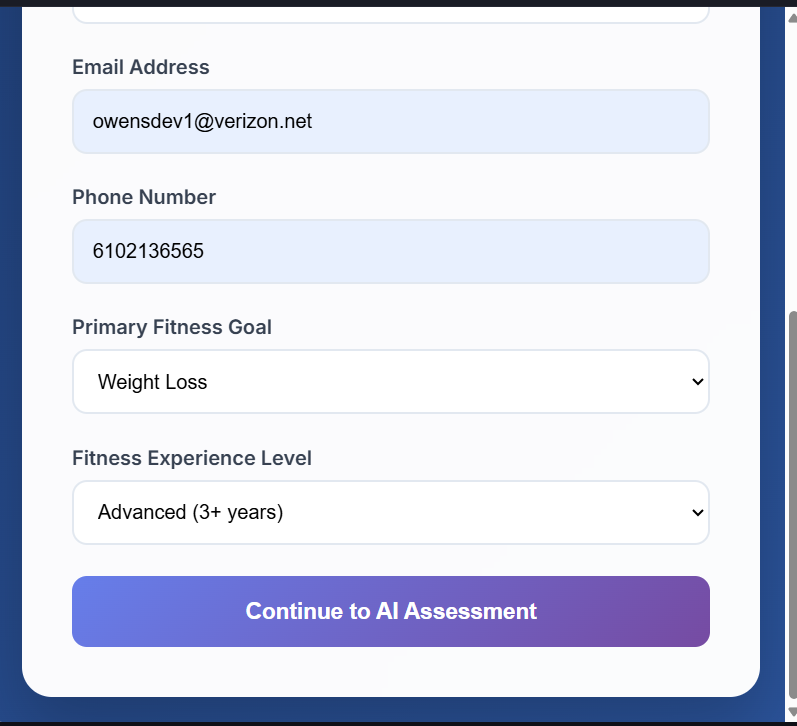 Email Address
owensdev1@verizon.net
Phone Number
6102136565
Primary Fitness Goal
Weight Loss
Fitness Experience Level
Advanced (3+ years)
Continue to AI Assessment